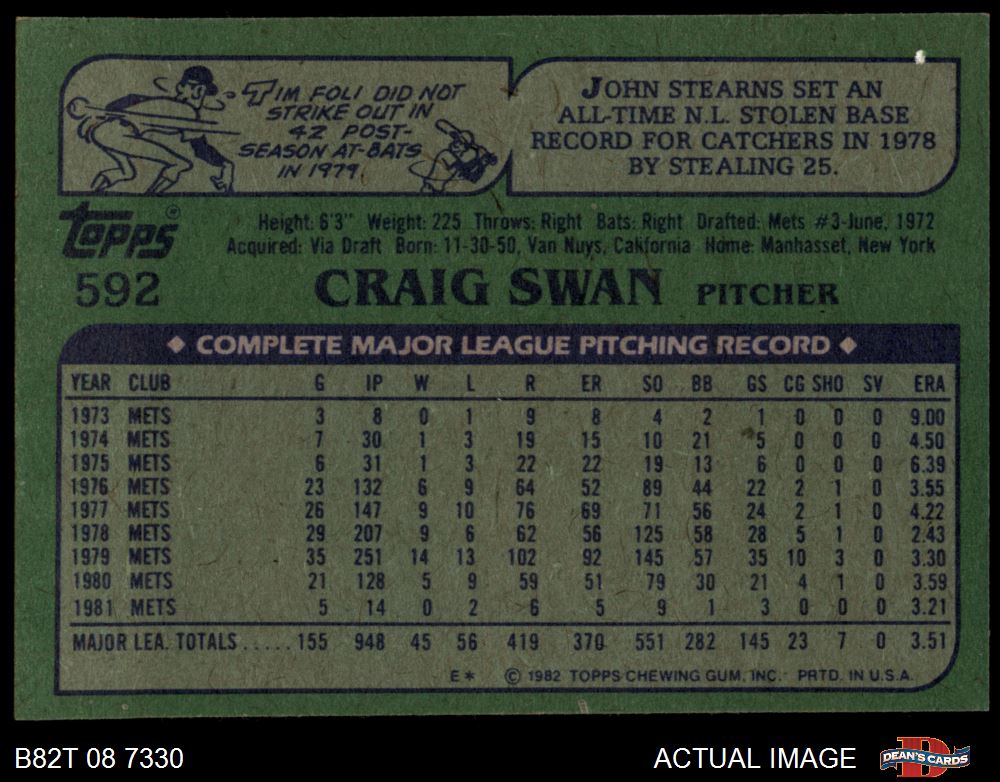 TIM FOLI DID NOT
STRIKE OUT IN
42 POST-
SEASON AT-BATS
IN 1979.
JOHN STEARNS SET AN
ALL-TIME N.L. STOLEN BASE
RECORD FOR CATCHERS IN 1978
BY STEALING 25.
Topps®
592
Height: 6'3" Weight: 225 Throws: Right Bats: Right Drafted: Mets #3-June, 1972
Acquired: Via Draft Born: 11-30-50, Van Nuys, California Home: Manhasset, New York
CRAIG SWAN PITCHER
◆ COMPLETE MAJOR LEAGUE PITCHING RECORD ◆
YEAR CLUB G IP W L R ER SO BB GS CG SHO SV ERA
1973 METS 3 8 0 1 9 8 4 2 1 0 0 0 9.00
1974 METS 7 30 1 3 19 15 10 21 5 0 0 0 4.50
1975 METS 6 31 1 3 22 22 19 13 6 0 0 0 6.39
1976 METS 23 132 6 9 64 52 89 44 22 2 1 0 3.55
1977 METS 26 147 9 10 76 69 71 56 24 2 1 0 4.22
1978 METS 29 207 9 6 62 56 125 58 28 5 1 0 2.43
1979 METS 35 251 14 13 102 92 145 57 35 10 3 0 3.30
1980 METS 21 128 5 9 59 51 79 30 21 4 1 0 3.59
1981 METS 5 14 0 2 6 5 9 1 3 0 0 0 3.21
MAJOR LEA. TOTALS ..... 155 948 45 56 419 370 551 282 145 23 7 0 3.51
E* © 1982 TOPPS CHEWING GUM, INC. PRTD. IN U.S.A.
B82T 08 7330
ACTUAL IMAGE
DEAN'S CARDS